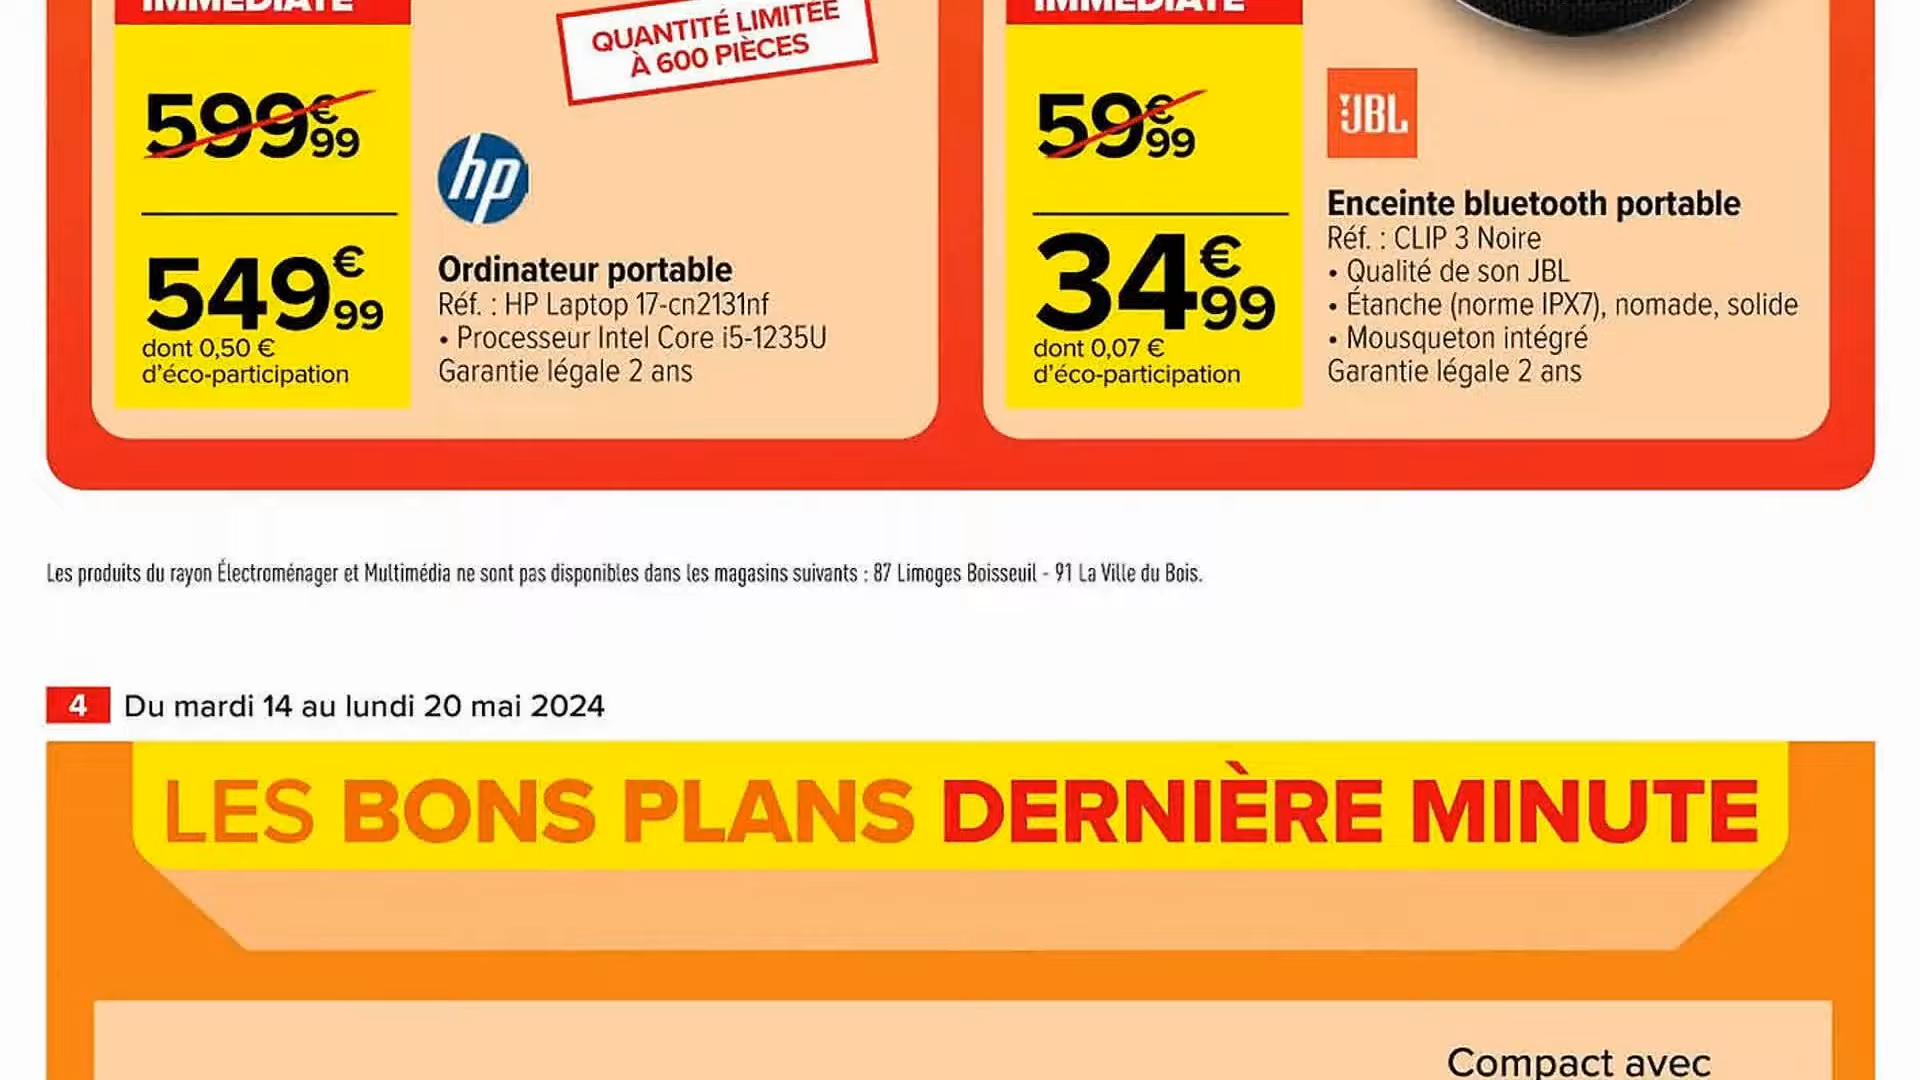 IMMÉDIATE
QUANTITÉ LIMITÉE
À 600 PIÈCES
599€99
hp
549€99
dont 0,50 €
d'éco-participation
Ordinateur portable
Réf. : HP Laptop 17-cn2131nf
• Processeur Intel Core i5-1235U
Garantie légale 2 ans
IMMÉDIATE
59€99
JBL
34€99
dont 0,07 €
d'éco-participation
Enceinte bluetooth portable
Réf. : CLIP 3 Noire
• Qualité de son JBL
• Étanche (norme IPX7), nomade, solide
• Mousqueton intégré
Garantie légale 2 ans
Les produits du rayon Électroménager et Multimédia ne sont pas disponibles dans les magasins suivants : 87 Limoges Boisseuil - 91 La Ville du Bois.
4 Du mardi 14 au lundi 20 mai 2024
LES BONS PLANS DERNIÈRE MINUTE
Compact avec